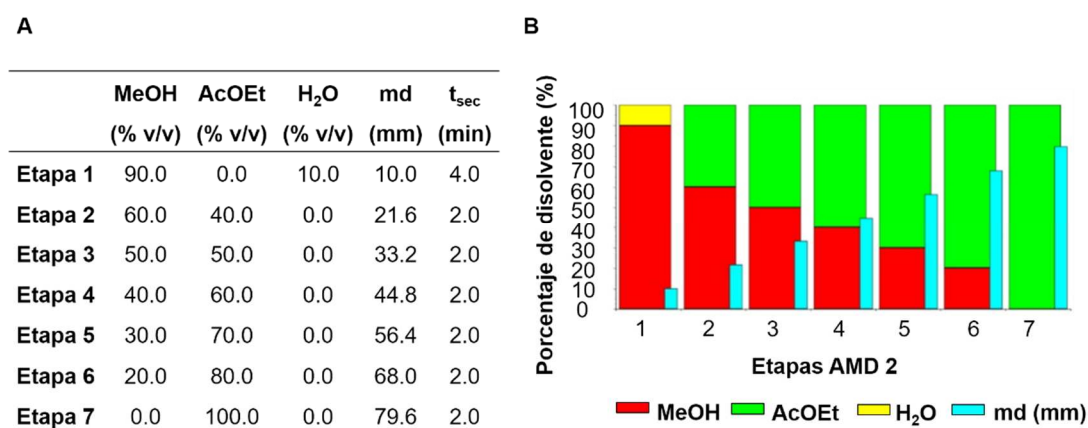 A
MeOH AcOEt H₂O md tsec
(% v/v) (% v/v) (% v/v) (mm) (min)
Etapa 1 90.0 0.0 10.0 10.0 4.0
Etapa 2 60.0 40.0 0.0 21.6 2.0
Etapa 3 50.0 50.0 0.0 33.2 2.0
Etapa 4 40.0 60.0 0.0 44.8 2.0
Etapa 5 30.0 70.0 0.0 56.4 2.0
Etapa 6 20.0 80.0 0.0 68.0 2.0
Etapa 7 0.0 100.0 0.0 79.6 2.0
B
Porcentaje de disolvente (%)
100
90
80
70
60
50
40
30
20
10
0
1 2 3 4 5 6 7
Etapas AMD 2
MeOH AcOEt H₂O md (mm)